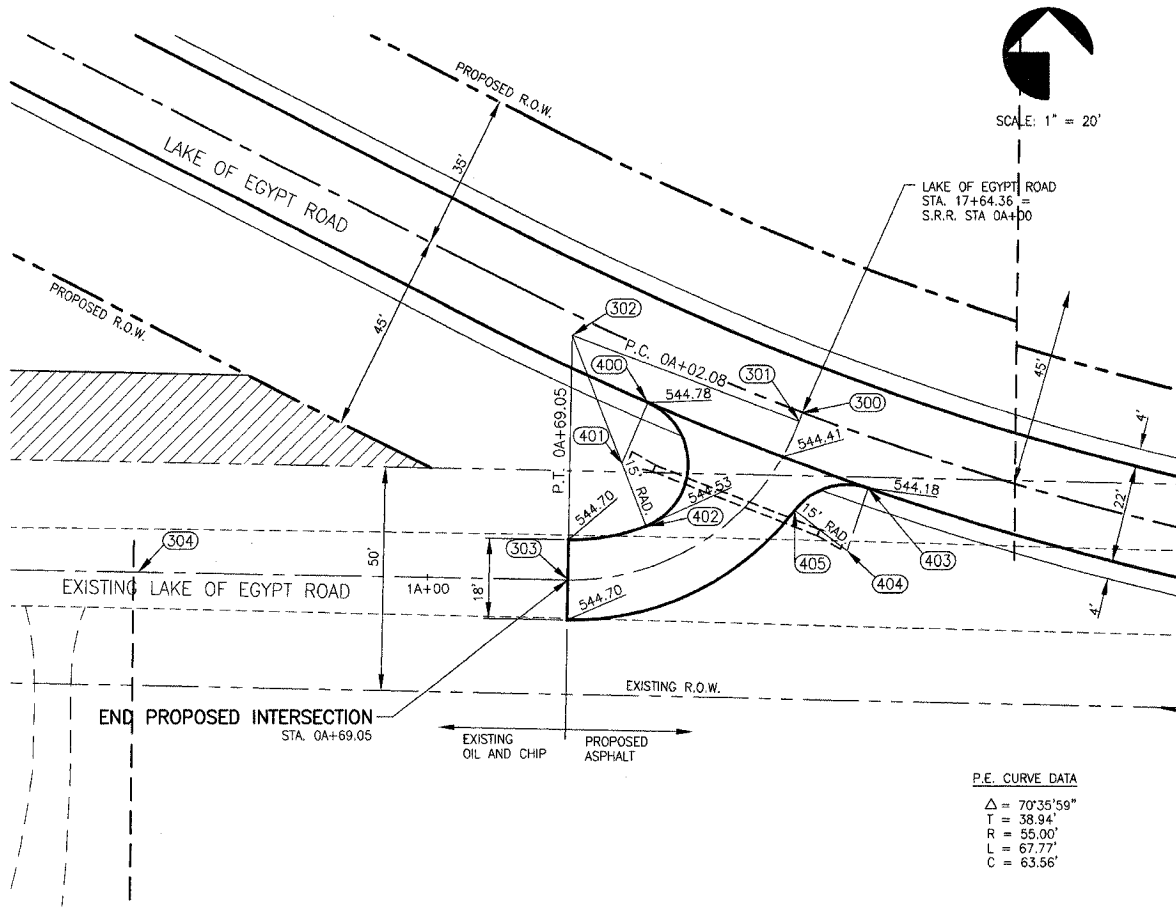 SCALE: 1" = 20'
PROPOSED R.O.W.
35'
LAKE OF EGYPT ROAD
LAKE OF EGYPT ROAD
STA. 17+64.36 =
S.R.R. STA 0A+00
PROPOSED R.O.W.
45'
302
P.C. 0A+02.08
45'
400
544.78
301
300
4'
P.T. 0A+69.05
401
544.41
15' RAD.
544.53
544.18
22'
544.70
402
15' RAD.
403
304
303
405
404
50'
EXISTING LAKE OF EGYPT ROAD
1A+00
18'
544.70
4'
EXISTING R.O.W.
END PROPOSED INTERSECTION
STA. 0A+69.05
EXISTING
OIL AND CHIP
PROPOSED
ASPHALT
P.E. CURVE DATA
Δ = 70°35'59"
T = 38.94'
R = 55.00'
L = 67.77'
C = 63.56'